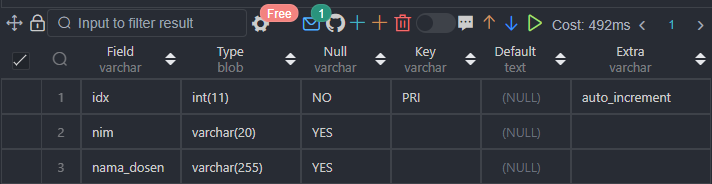 Free
1
Input to filter result
Cost: 492ms
1
Field
varchar
Type
blob
Null
varchar
Key
varchar
Default
text
Extra
varchar
1 idx int(11) NO PRI (NULL) auto_increment
2 nim varchar(20) YES (NULL)
3 nama_dosen varchar(255) YES (NULL)